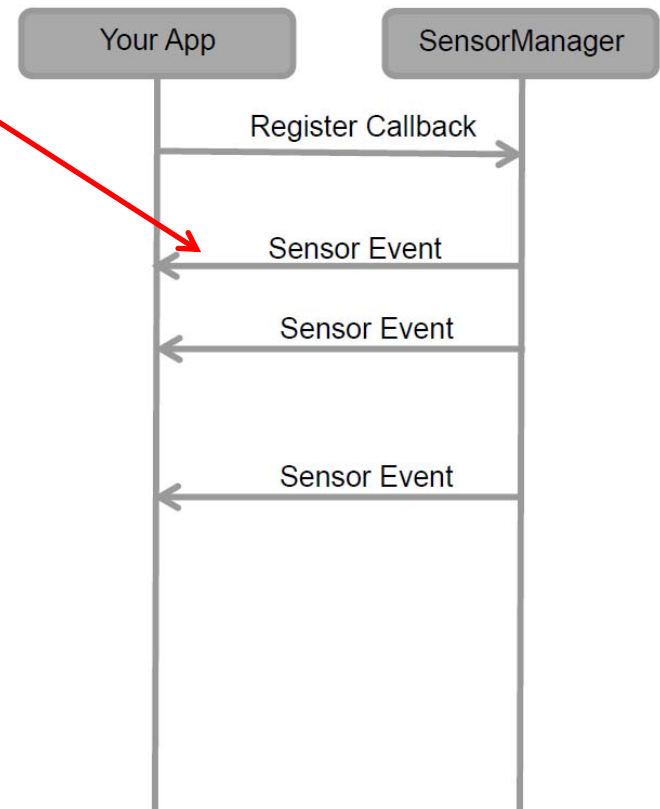 Your App
SensorManager
Register Callback
Sensor Event
Sensor Event
Sensor Event